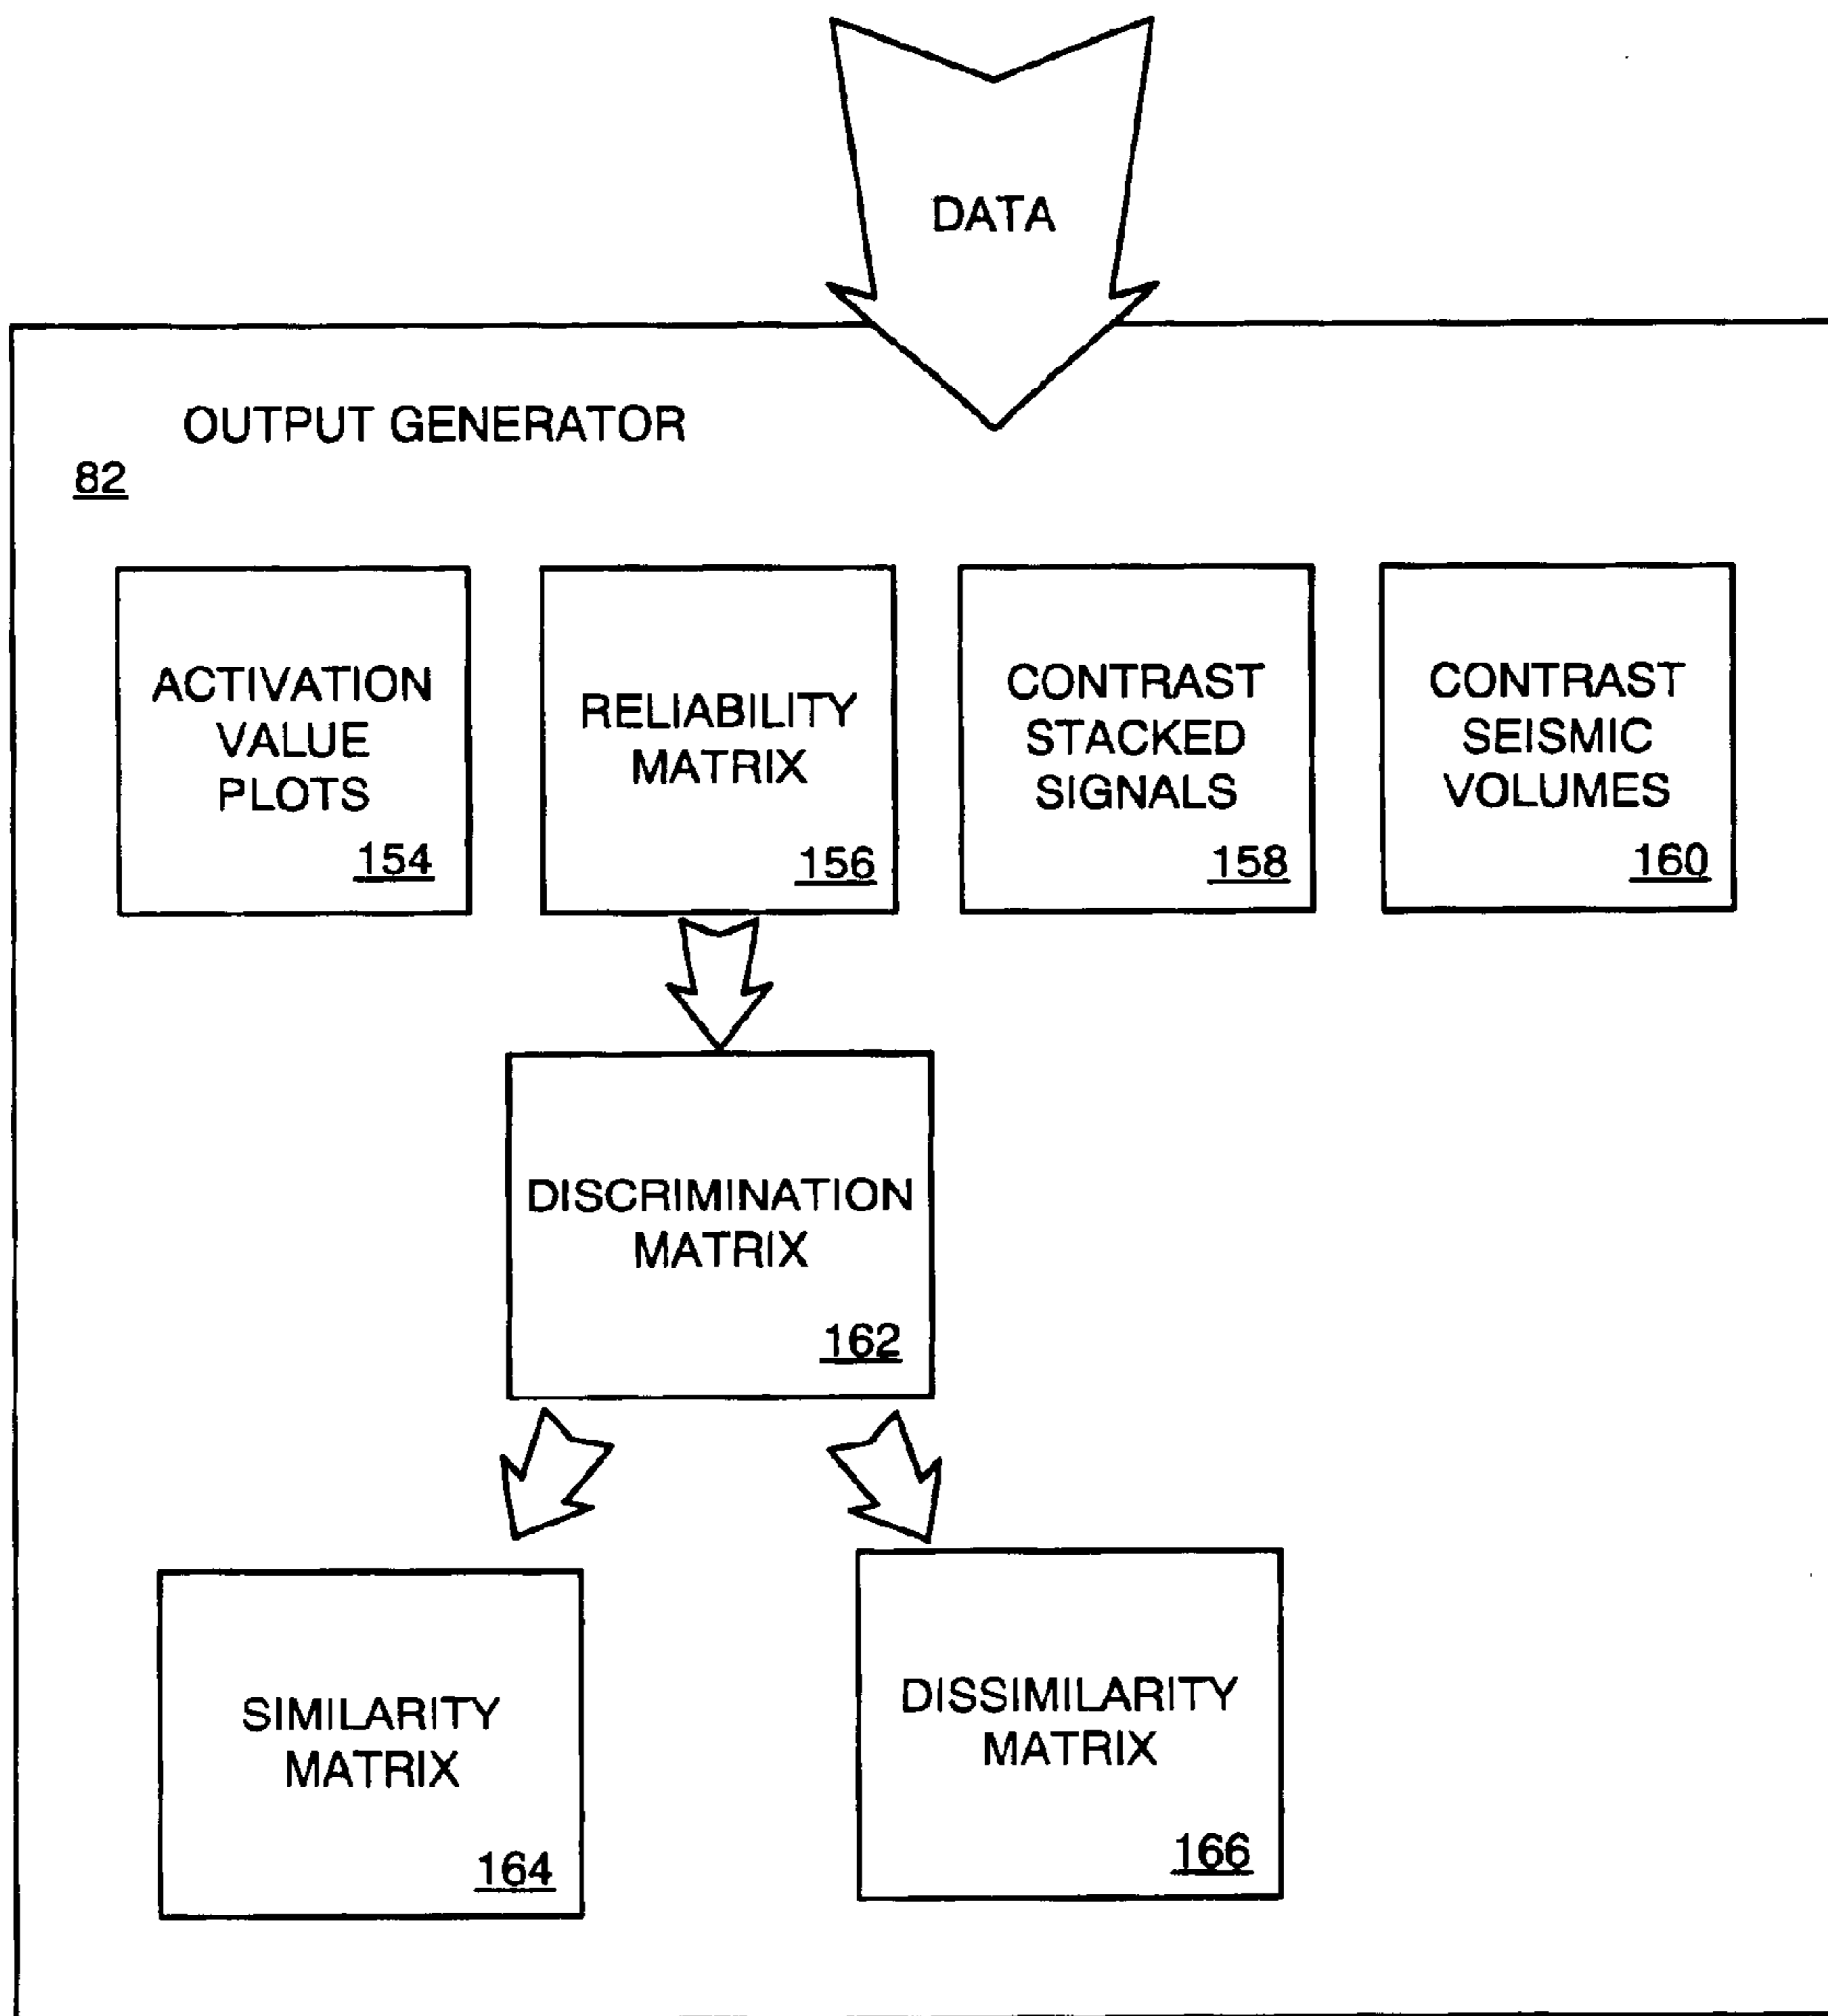 DATA
OUTPUT GENERATOR
82
ACTIVATION
VALUE
PLOTS
154
RELIABILITY
MATRIX
156
CONTRAST
STACKED
SIGNALS
158
CONTRAST
SEISMIC
VOLUMES
160
DISCRIMINATION
MATRIX
162
SIMILARITY
MATRIX
164
DISSIMILARITY
MATRIX
166